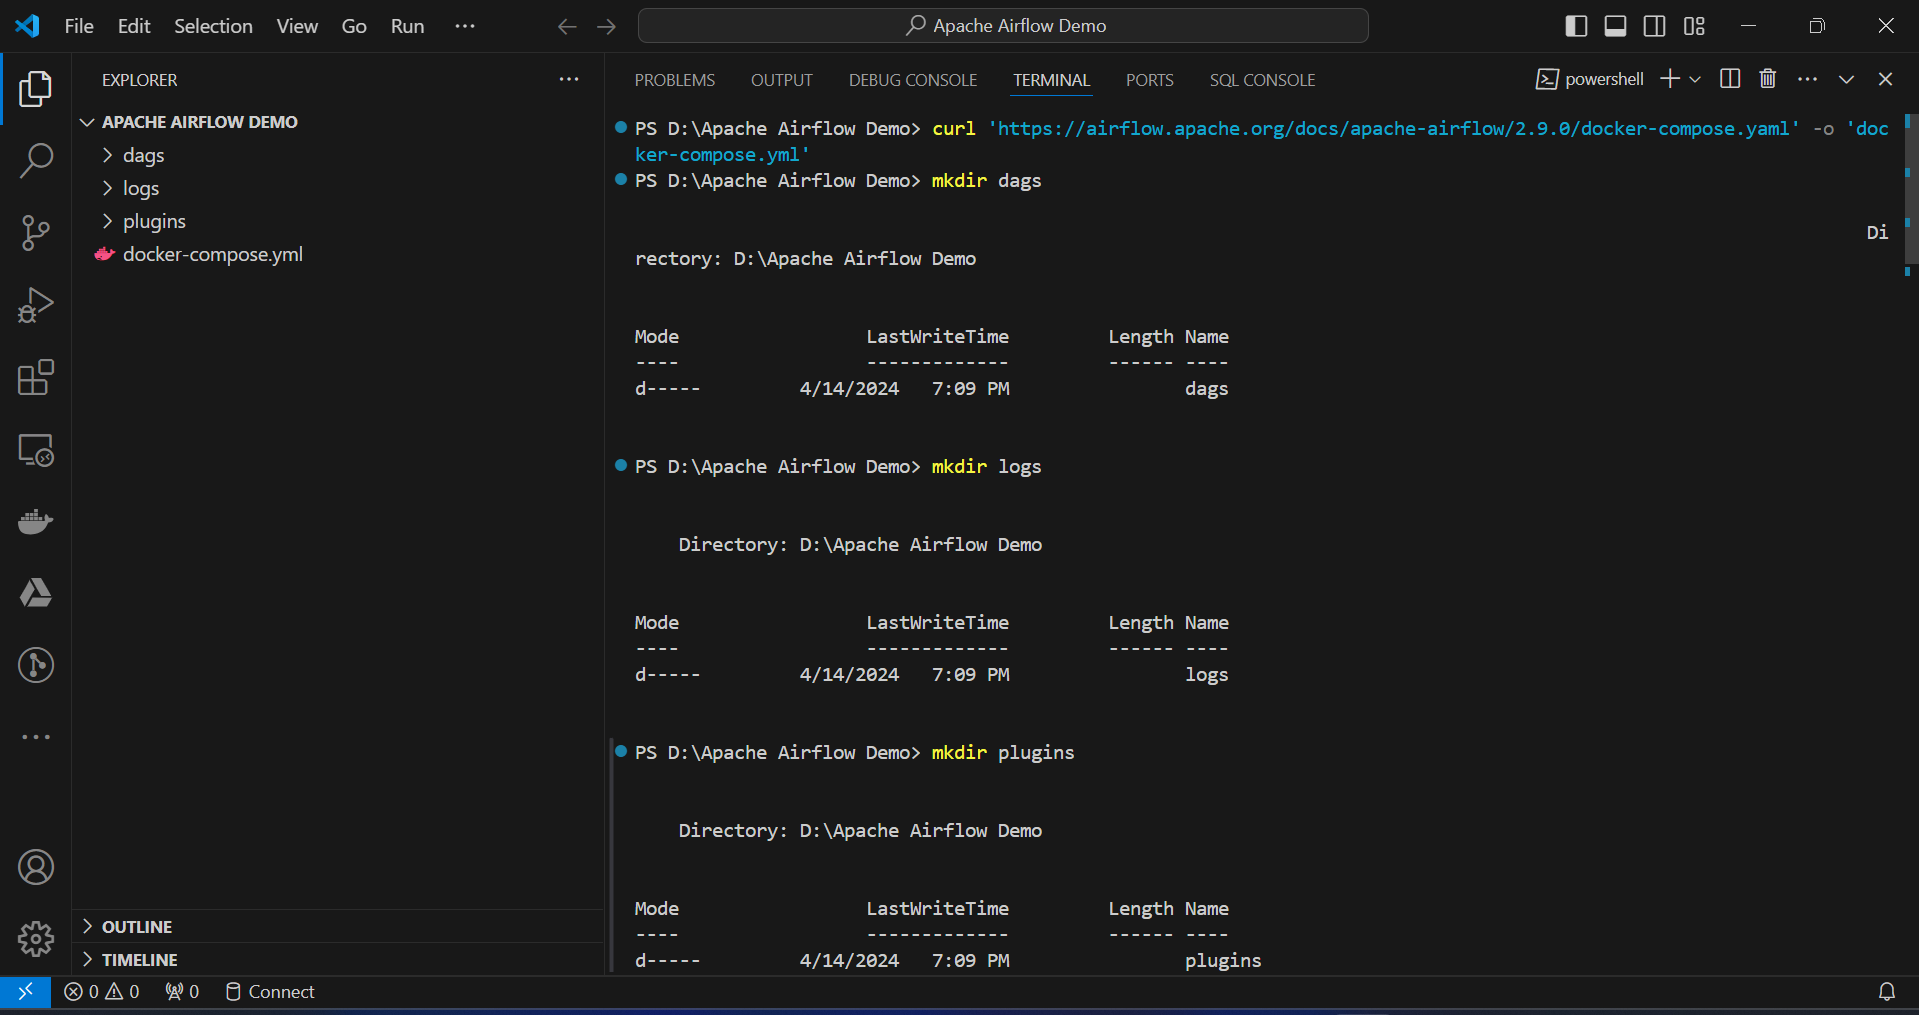 File Edit Selection View Go Run ···
Apache Airflow Demo
EXPLORER
APACHE AIRFLOW DEMO
dags
logs
plugins
docker-compose.yml
OUTLINE
TIMELINE
PROBLEMS OUTPUT DEBUG CONSOLE TERMINAL PORTS SQL CONSOLE
powershell
PS D:\Apache Airflow Demo> curl 'https://airflow.apache.org/docs/apache-airflow/2.9.0/docker-compose.yaml' -o 'doc
ker-compose.yml'
PS D:\Apache Airflow Demo> mkdir dags
Di
rectory: D:\Apache Airflow Demo
Mode LastWriteTime Length Name
---- ------------- ------ ----
d----- 4/14/2024 7:09 PM dags
PS D:\Apache Airflow Demo> mkdir logs
Directory: D:\Apache Airflow Demo
Mode LastWriteTime Length Name
---- ------------- ------ ----
d----- 4/14/2024 7:09 PM logs
PS D:\Apache Airflow Demo> mkdir plugins
Directory: D:\Apache Airflow Demo
Mode LastWriteTime Length Name
---- ------------- ------ ----
d----- 4/14/2024 7:09 PM plugins
0 0 0 Connect